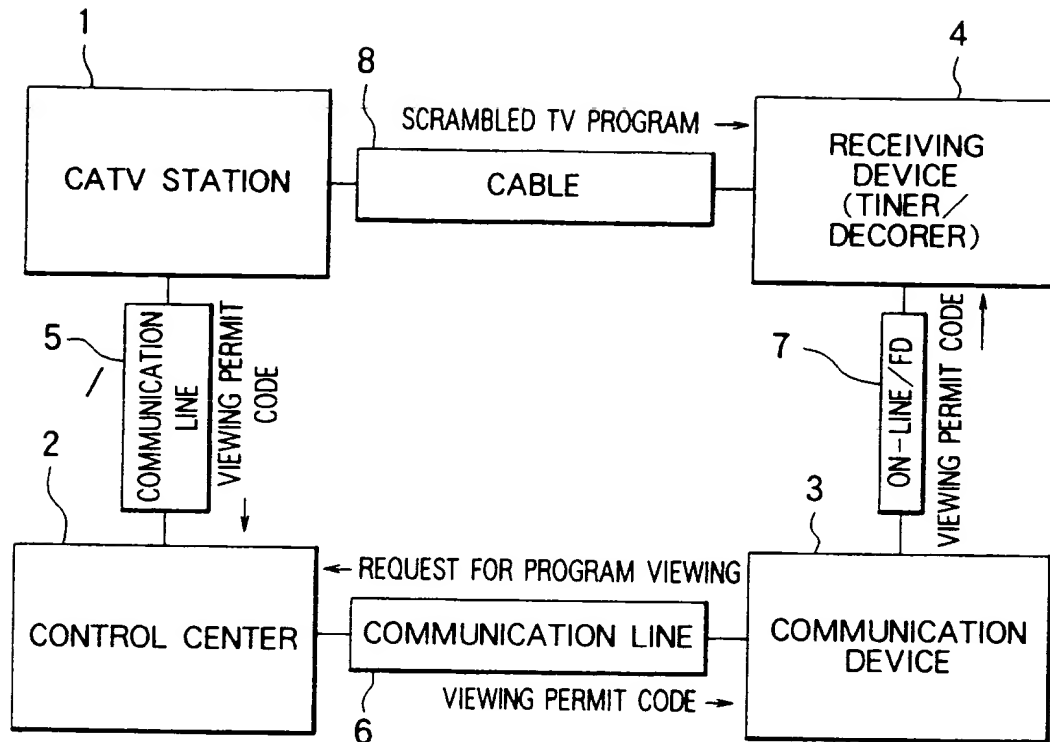 1
CATV STATION
8
SCRAMBLED TV PROGRAM →
CABLE
4
RECEIVING
DEVICE
(TINER/
DECORER)
5
COMMUNICATION
LINE
VIEWING PERMIT
CODE
→
7
ON-LINE/FD
VIEWING PERMIT CODE
→
2
CONTROL CENTER
← REQUEST FOR PROGRAM VIEWING
COMMUNICATION LINE
6
VIEWING PERMIT CODE →
3
COMMUNICATION
DEVICE